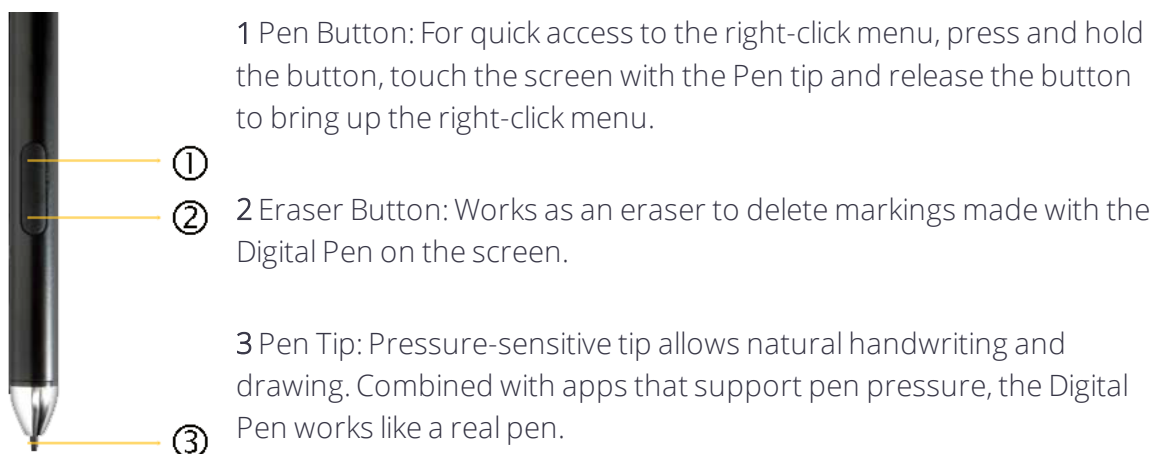 1 Pen Button: For quick access to the right-click menu, press and hold
the button, touch the screen with the Pen tip and release the button
to bring up the right-click menu.
①
②
2 Eraser Button: Works as an eraser to delete markings made with the
Digital Pen on the screen.
3 Pen Tip: Pressure-sensitive tip allows natural handwriting and
drawing. Combined with apps that support pen pressure, the Digital
Pen works like a real pen.
③